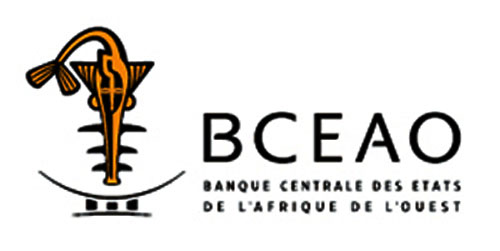 BCEAO
BANQUE CENTRALE DES ETATS
DE L'AFRIQUE DE L'OUEST